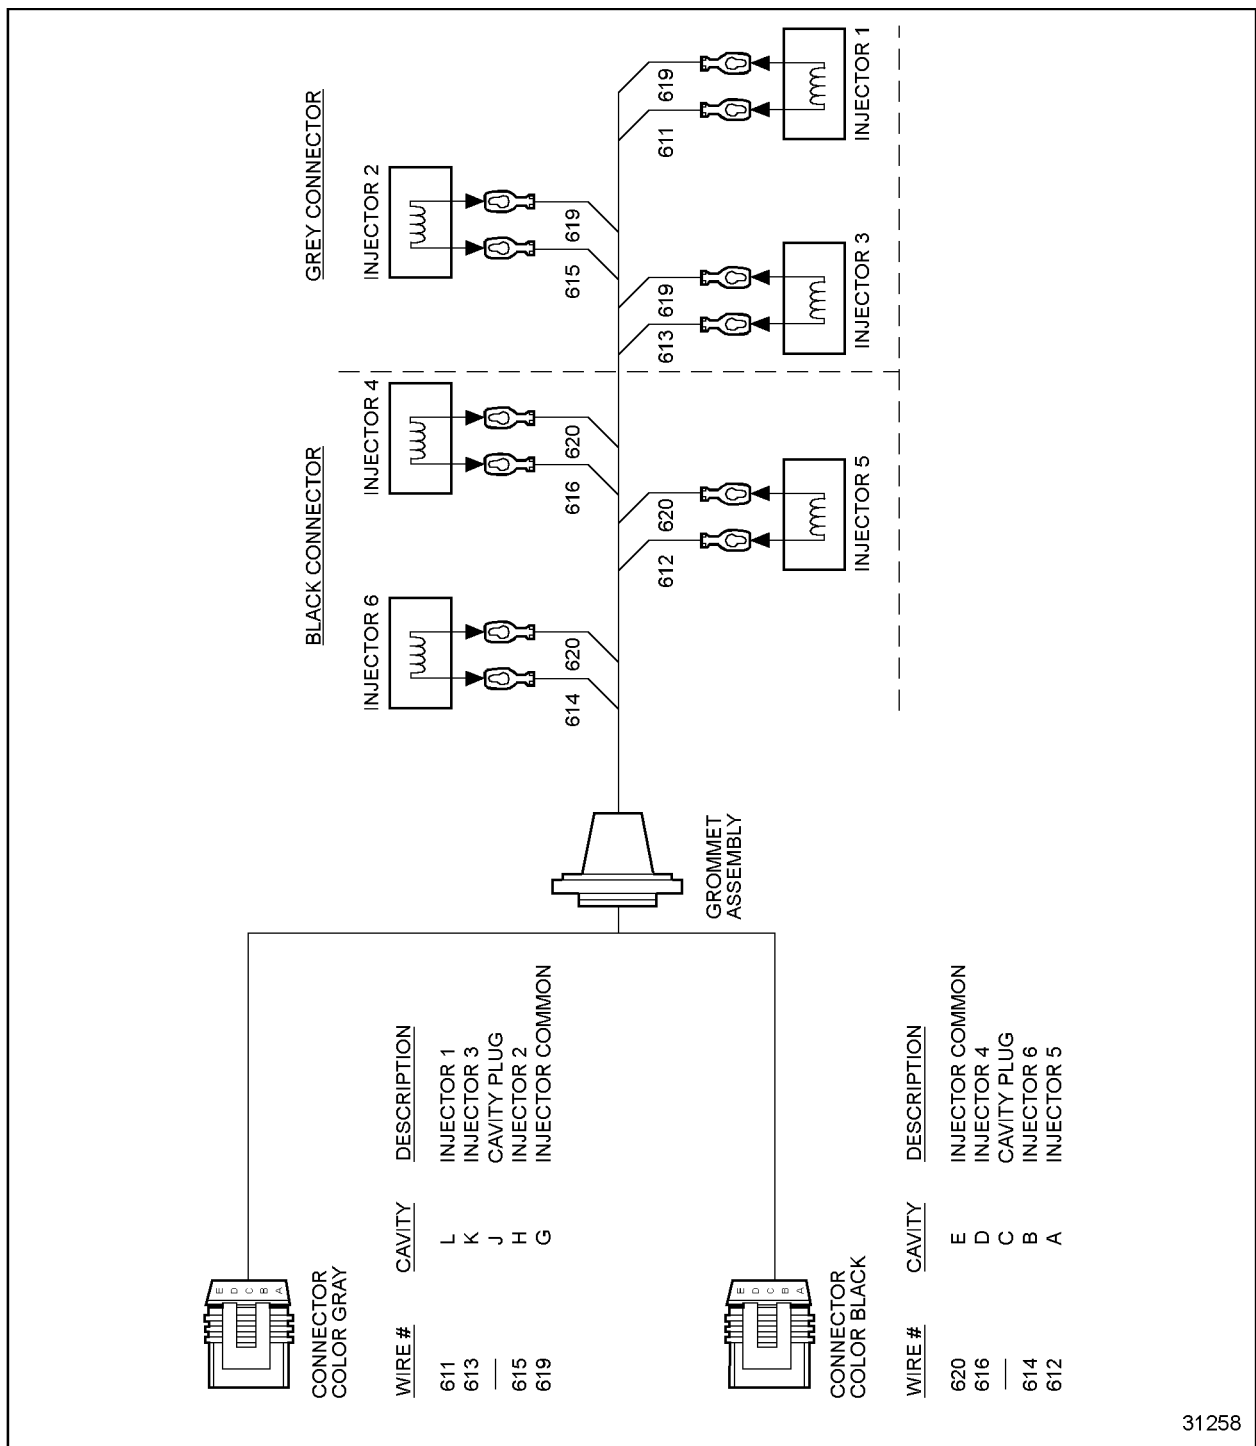 GREY CONNECTOR
BLACK CONNECTOR
INJECTOR 2
INJECTOR 4
INJECTOR 6
619
615
620
616
620
614
619
611
619
613
620
612
INJECTOR 1
INJECTOR 3
INJECTOR 5
GROMMET
ASSEMBLY
E
D
C
B
A
CONNECTOR
COLOR GRAY
WIRE # CAVITY DESCRIPTION
611 L INJECTOR 1
613 K INJECTOR 3
— J CAVITY PLUG
615 H INJECTOR 2
619 G INJECTOR COMMON
E
D
C
B
A
CONNECTOR
COLOR BLACK
WIRE # CAVITY DESCRIPTION
620 E INJECTOR COMMON
616 D INJECTOR 4
— C CAVITY PLUG
614 B INJECTOR 6
612 A INJECTOR 5
31258